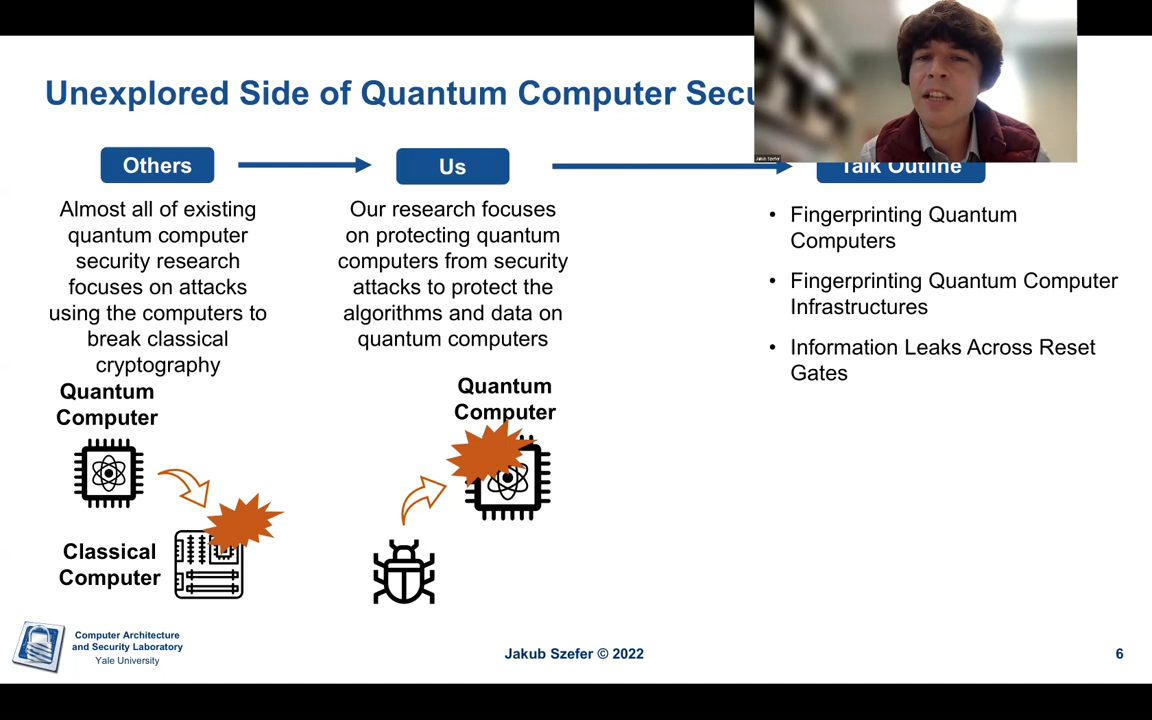 Unexplored Side of Quantum Computer
Others
Us
Talk Outline
Almost all of existing
quantum computer
security research
focuses on attacks
using the computers to
break classical
cryptography
Quantum
Computer
Classical
Computer
Our research focuses
on protecting quantum
computers from security
attacks to protect the
algorithms and data on
quantum computers
Quantum
Computer
• Fingerprinting Quantum
Computers
• Fingerprinting Quantum Computer
Infrastructures
• Information Leaks Across Reset
Gates
Jakub Szefer
Computer Architecture
and Security Laboratory
Yale University
Jakub Szefer © 2022
6